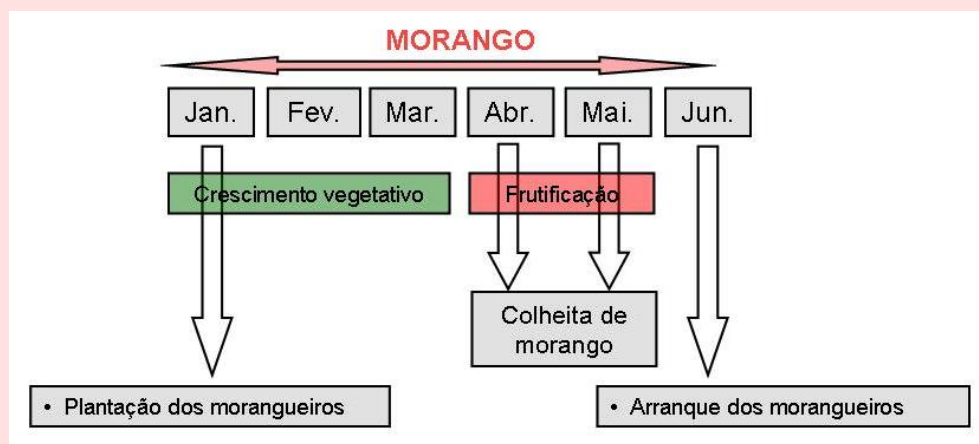 MORANGO
Jan.
Fev.
Mar.
Abr.
Mai.
Jun.
Crescimento vegetativo
Frutificação
Colheita de
morango
• Plantação dos morangueiros
• Arranque dos morangueiros